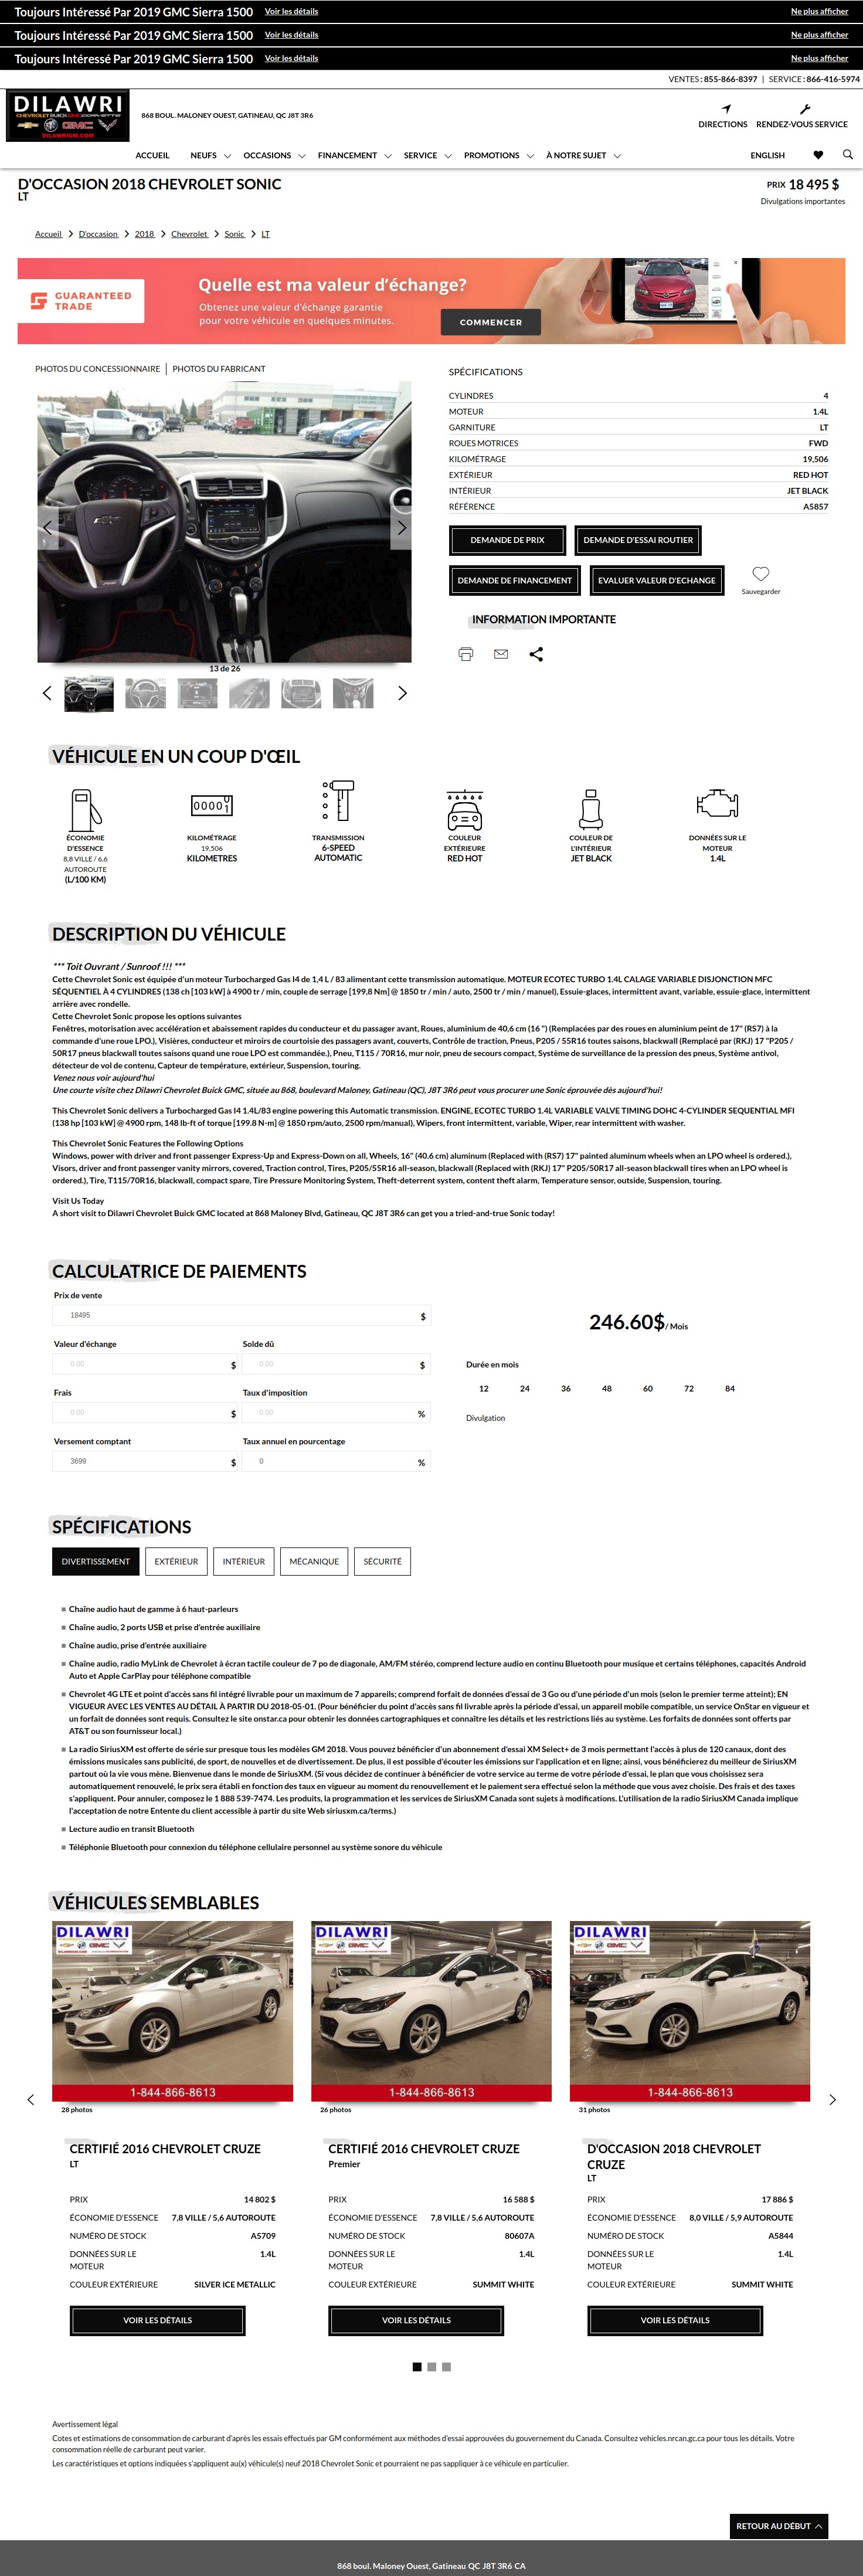 Toujours Intéressé Par 2019 GMC Sierra 1500 Voir les détails Ne plus afficher
Toujours Intéressé Par 2019 GMC Sierra 1500 Voir les détails Ne plus afficher
Toujours Intéressé Par 2019 GMC Sierra 1500 Voir les détails Ne plus afficher
VENTES : 855-866-8397 | SERVICE : 866-416-5974
DILAWRI
CHEVROLET BUICK GMC CORVETTE
GMC
DILAWRIGM.COM
868 BOUL. MALONEY OUEST, GATINEAU, QC J8T 3R6
DIRECTIONS RENDEZ-VOUS SERVICE
ACCUEIL NEUFS OCCASIONS FINANCEMENT SERVICE PROMOTIONS À NOTRE SUJET ENGLISH
D'OCCASION 2018 CHEVROLET SONIC
LT
PRIX 18 495 $
Divulgations importantes
Accueil D'occasion 2018 Chevrolet Sonic LT
GUARANTEED
TRADE
Quelle est ma valeur d'échange?
Obtenez une valeur d'échange garantie
pour votre véhicule en quelques minutes.
COMMENCER
PHOTOS DU CONCESSIONNAIRE | PHOTOS DU FABRICANT
13 de 26
SPÉCIFICATIONS
CYLINDRES 4
MOTEUR 1.4L
GARNITURE LT
ROUES MOTRICES FWD
KILOMÉTRAGE 19,506
EXTÉRIEUR RED HOT
INTÉRIEUR JET BLACK
RÉFÉRENCE A5857
DEMANDE DE PRIX DEMANDE D'ESSAI ROUTIER
DEMANDE DE FINANCEMENT EVALUER VALEUR D'ECHANGE
Sauvegarder
INFORMATION IMPORTANTE
VÉHICULE EN UN COUP D'ŒIL
00001
ÉCONOMIE
D'ESSENCE
8,8 VILLE / 6,6
AUTOROUTE
(L/100 KM)
KILOMÉTRAGE
19,506
KILOMETRES
TRANSMISSION
6-SPEED
AUTOMATIC
COULEUR
EXTÉRIEURE
RED HOT
COULEUR DE
L'INTÉRIEUR
JET BLACK
DONNÉES SUR LE
MOTEUR
1.4L
DESCRIPTION DU VÉHICULE
*** Toit Ouvrant / Sunroof !!! ***
Cette Chevrolet Sonic est équipée d'un moteur Turbocharged Gas I4 de 1,4 L / 83 alimentant cette transmission automatique. MOTEUR ECOTEC TURBO 1.4L CALAGE VARIABLE DISJONCTION MFC
SÉQUENTIEL À 4 CYLINDRES (138 ch [103 kW] à 4900 tr / min, couple de serrage [199,8 Nm] @ 1850 tr / min / auto, 2500 tr / min / manuel), Essuie-glaces, intermittent avant, variable, essuie-glace, intermittent
arrière avec rondelle.
Cette Chevrolet Sonic propose les options suivantes
Fenêtres, motorisation avec accélération et abaissement rapides du conducteur et du passager avant, Roues, aluminium de 40,6 cm (16 ") (Remplacées par des roues en aluminium peint de 17" (RS7) à la
commande d'une roue LPO.), Visières, conducteur et miroirs de courtoisie des passagers avant, couverts, Contrôle de traction, Pneus, P205 / 55R16 toutes saisons, blackwall (Remplacé par (RKJ) 17 "P205 /
50R17 pneus blackwall toutes saisons quand une roue LPO est commandée.), Pneu, T115 / 70R16, mur noir, pneu de secours compact, Système de surveillance de la pression des pneus, Système antivol,
détecteur de vol de contenu, Capteur de température, extérieur, Suspension, touring.
Venez nous voir aujourd'hui
Une courte visite chez Dilawri Chevrolet Buick GMC, située au 868, boulevard Maloney, Gatineau (QC), J8T 3R6 peut vous procurer une Sonic éprouvée dès aujourd'hui!
This Chevrolet Sonic delivers a Turbocharged Gas I4 1.4L/83 engine powering this Automatic transmission. ENGINE, ECOTEC TURBO 1.4L VARIABLE VALVE TIMING DOHC 4-CYLINDER SEQUENTIAL MFI
(138 hp [103 kW] @ 4900 rpm, 148 lb-ft of torque [199.8 N-m] @ 1850 rpm/auto, 2500 rpm/manual), Wipers, front intermittent, variable, Wiper, rear intermittent with washer.
This Chevrolet Sonic Features the Following Options
Windows, power with driver and front passenger Express-Up and Express-Down on all, Wheels, 16" (40.6 cm) aluminum (Replaced with (RS7) 17" painted aluminum wheels when an LPO wheel is ordered.),
Visors, driver and front passenger vanity mirrors, covered, Traction control, Tires, P205/55R16 all-season, blackwall (Replaced with (RKJ) 17" P205/50R17 all-season blackwall tires when an LPO wheel is
ordered.), Tire, T115/70R16, blackwall, compact spare, Tire Pressure Monitoring System, Theft-deterrent system, content theft alarm, Temperature sensor, outside, Suspension, touring.
Visit Us Today
A short visit to Dilawri Chevrolet Buick GMC located at 868 Maloney Blvd, Gatineau, QC J8T 3R6 can get you a tried-and-true Sonic today!
CALCULATRICE DE PAIEMENTS
Prix de vente
18495 $
Valeur d'échange Solde dû
0.00 $ 0.00 $
Frais Taux d'imposition
0.00 $ 0.00 %
Versement comptant Taux annuel en pourcentage
3699 $ 0 %
246.60$ / Mois
Durée en mois
12 24 36 48 60 72 84
Divulgation
SPÉCIFICATIONS
DIVERTISSEMENT EXTÉRIEUR INTÉRIEUR MÉCANIQUE SÉCURITÉ
Chaîne audio haut de gamme à 6 haut-parleurs
Chaîne audio, 2 ports USB et prise d'entrée auxiliaire
Chaîne audio, prise d'entrée auxiliaire
Chaîne audio, radio MyLink de Chevrolet à écran tactile couleur de 7 po de diagonale, AM/FM stéréo, comprend lecture audio en continu Bluetooth pour musique et certains téléphones, capacités Android
Auto et Apple CarPlay pour téléphone compatible
Chevrolet 4G LTE et point d'accès sans fil intégré livrable pour un maximum de 7 appareils; comprend forfait de données d'essai de 3 Go ou d'une période d'un mois (selon le premier terme atteint); EN
VIGUEUR AVEC LES VENTES AU DÉTAIL À PARTIR DU 2018-05-01. (Pour bénéficier du point d'accès sans fil livrable après la période d'essai, un appareil mobile compatible, un service OnStar en vigueur et
un forfait de données sont requis. Consultez le site onstar.ca pour obtenir les données cartographiques et connaître les détails et les restrictions liés au système. Les forfaits de données sont offerts par
AT&T ou son fournisseur local.)
La radio SiriusXM est offerte de série sur presque tous les modèles GM 2018. Vous pouvez bénéficier d'un abonnement d'essai XM Select+ de 3 mois permettant l'accès à plus de 120 canaux, dont des
émissions musicales sans publicité, de sport, de nouvelles et de divertissement. De plus, il est possible d'écouter les émissions sur l'application et en ligne; ainsi, vous bénéficierez du meilleur de SiriusXM
partout où la vie vous mène. Bienvenue dans le monde de SiriusXM. (Si vous décidez de continuer à bénéficier de votre service au terme de votre période d'essai, le plan que vous choisissez sera
automatiquement renouvelé, le prix sera établi en fonction des taux en vigueur au moment du renouvellement et le paiement sera effectué selon la méthode que vous avez choisie. Des frais et des taxes
s'appliquent. Pour annuler, composez le 1 888 539-7474. Les produits, la programmation et les services de SiriusXM Canada sont sujets à modifications. L'utilisation de la radio SiriusXM Canada implique
l'acceptation de notre Entente du client accessible à partir du site Web siriusxm.ca/terms.)
Lecture audio en transit Bluetooth
Téléphonie Bluetooth pour connexion du téléphone cellulaire personnel au système sonore du véhicule
VÉHICULES SEMBLABLES
DILAWRI DILAWRI DILAWRI
1-844-866-8613 1-844-866-8613 1-844-866-8613
28 photos 26 photos 31 photos
CERTIFIÉ 2016 CHEVROLET CRUZE
LT
PRIX 14 802 $
ÉCONOMIE D'ESSENCE 7,8 VILLE / 5,6 AUTOROUTE
NUMÉRO DE STOCK A5709
DONNÉES SUR LE
MOTEUR 1.4L
COULEUR EXTÉRIEURE SILVER ICE METALLIC
VOIR LES DÉTAILS
CERTIFIÉ 2016 CHEVROLET CRUZE
Premier
PRIX 16 588 $
ÉCONOMIE D'ESSENCE 7,8 VILLE / 5,6 AUTOROUTE
NUMÉRO DE STOCK 80607A
DONNÉES SUR LE
MOTEUR 1.4L
COULEUR EXTÉRIEURE SUMMIT WHITE
VOIR LES DÉTAILS
D'OCCASION 2018 CHEVROLET
CRUZE
LT
PRIX 17 886 $
ÉCONOMIE D'ESSENCE 8,0 VILLE / 5,9 AUTOROUTE
NUMÉRO DE STOCK A5844
DONNÉES SUR LE
MOTEUR 1.4L
COULEUR EXTÉRIEURE SUMMIT WHITE
VOIR LES DÉTAILS
Avertissement légal
Cotes et estimations de consommation de carburant d'après les essais effectués par GM conformément aux méthodes d'essai approuvées du gouvernement du Canada. Consultez vehicles.nrcan.gc.ca pour tous les détails. Votre
consommation réelle de carburant peut varier.
Les caractéristiques et options indiquées s'appliquent au(x) véhicule(s) neuf 2018 Chevrolet Sonic et pourraient ne pas sappliquer à ce véhicule en particulier.
RETOUR AU DÉBUT
868 boul. Maloney Ouest, Gatineau QC J8T 3R6 CA